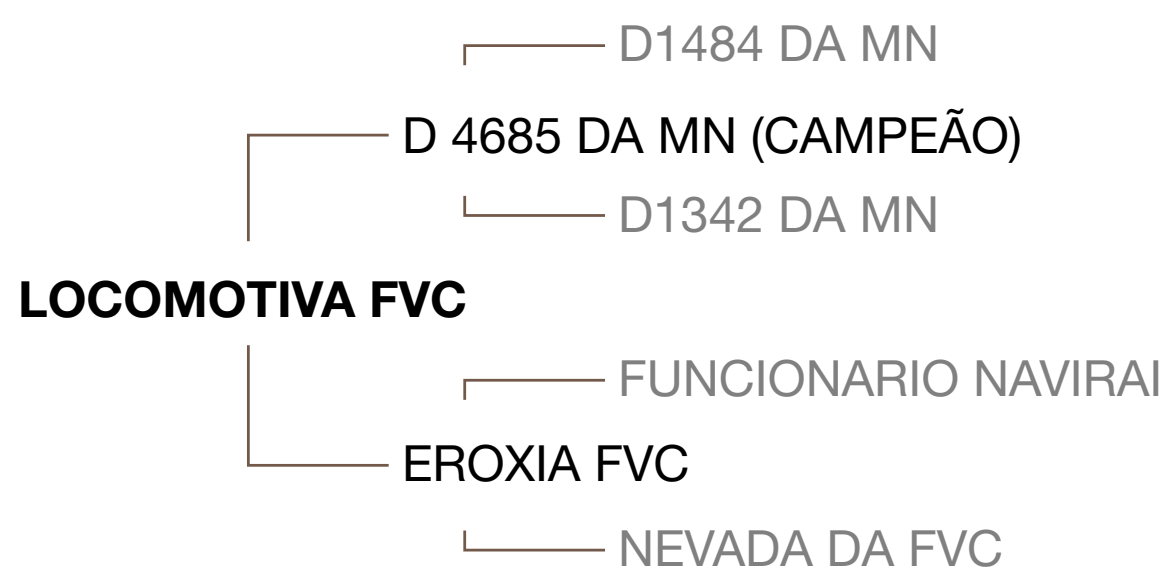 D1484 DA MN
D 4685 DA MN (CAMPEÃO)
D1342 DA MN
LOCOMOTIVA FVC
FUNCIONARIO NAVIRAI
EROXIA FVC
NEVADA DA FVC